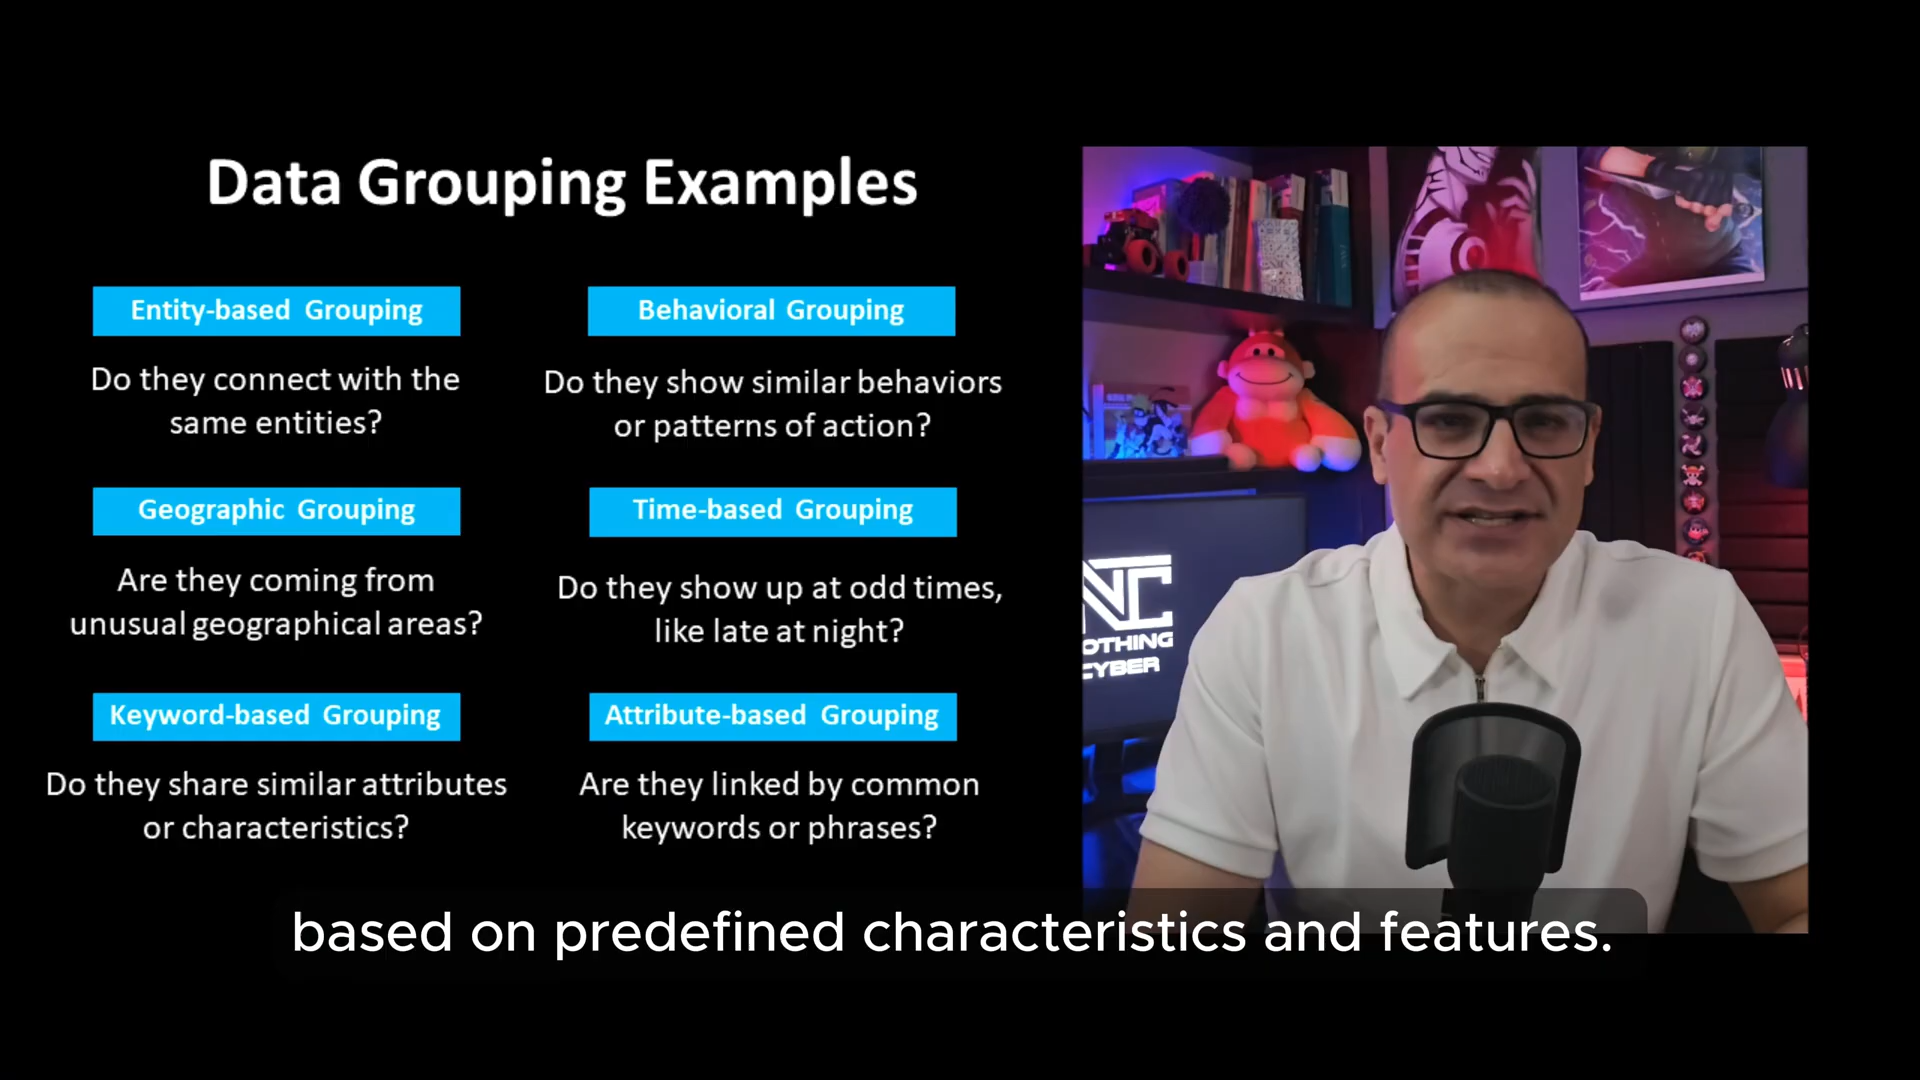 Data Grouping Examples
Entity-based Grouping
Do they connect with the
same entities?
Behavioral Grouping
Do they show similar behaviors
or patterns of action?
Geographic Grouping
Are they coming from
unusual geographical areas?
Time-based Grouping
Do they show up at odd times,
like late at night?
Keyword-based Grouping
Do they share similar attributes
or characteristics?
Attribute-based Grouping
Are they linked by common
keywords or phrases?
NC
OTHING
CYBER
based on predefined characteristics and features.